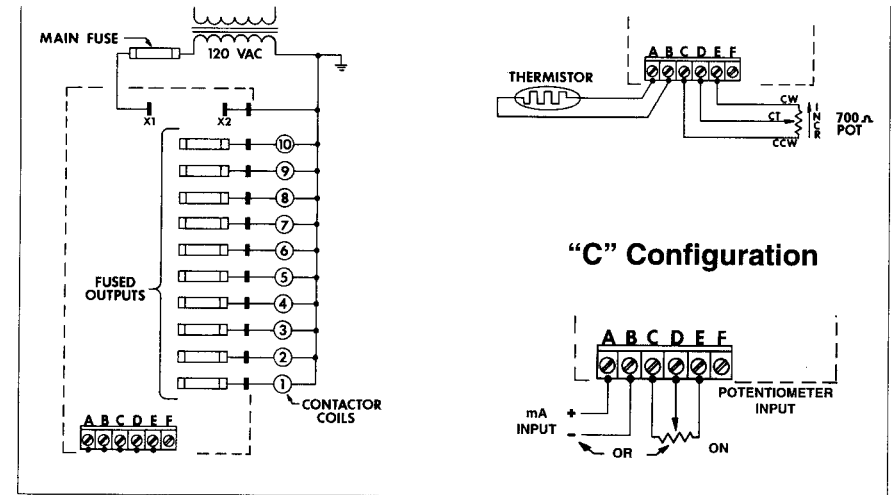 MAIN FUSE
120 VAC
X1
X2
10
9
8
7
6
5
4
3
2
1
FUSED
OUTPUTS
CONTACTOR
COILS
A B C D E F
A B C D E F
THERMISTOR
CW
CT
CCW
INCR
700 Ω
POT
“C” Configuration
A B C D E F
POTENTIOMETER
INPUT
mA
INPUT
+
-
OR
ON